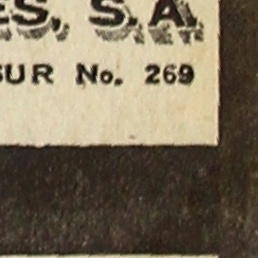 ES, S. A.
SUR No. 269